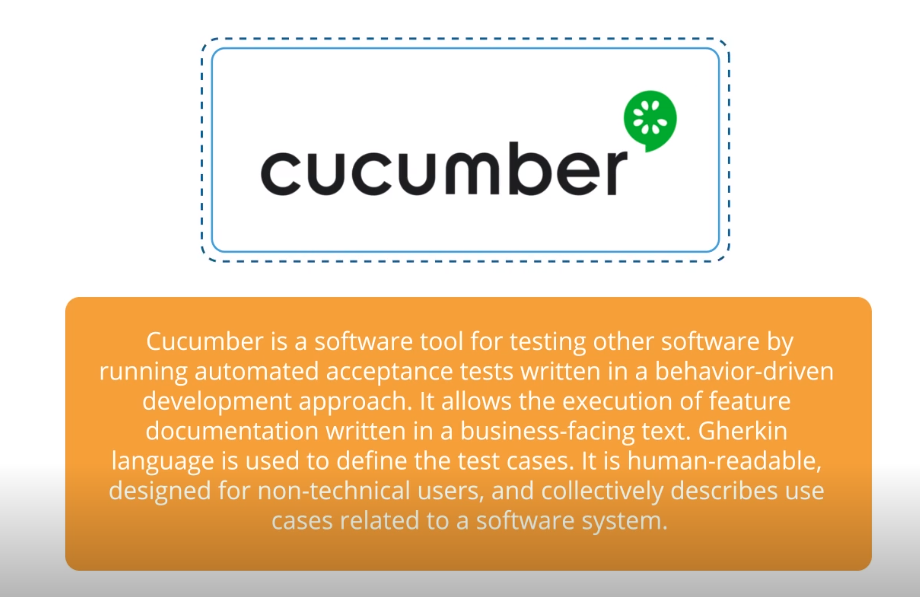 cucumber
Cucumber is a software tool for testing other software by
running automated acceptance tests written in a behavior-driven
development approach. It allows the execution of feature
documentation written in a business-facing text. Gherkin
language is used to define the test cases. It is human-readable,
designed for non-technical users, and collectively describes use
cases related to a software system.